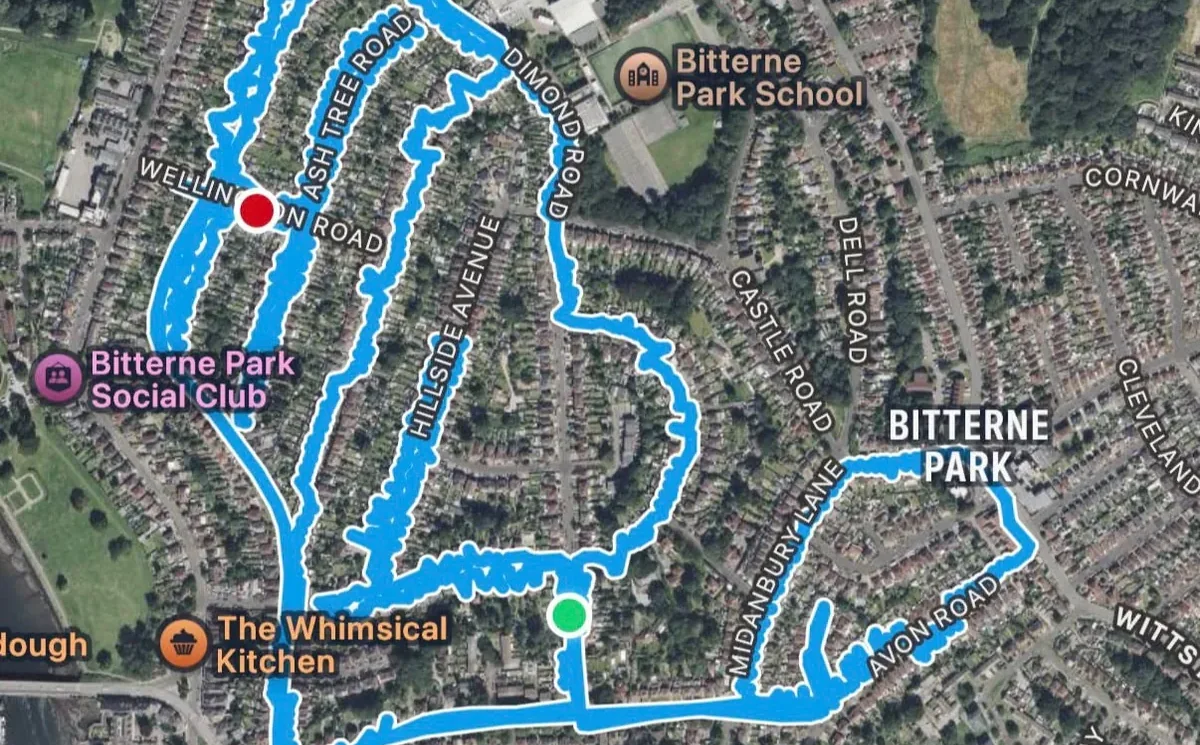 ASH TREE ROAD
DIMOND ROAD
Bitterne
Park School
WELLIN
ON ROAD
CORNWA
HILLSIDE AVENUE
DELL ROAD
CASTLE ROAD
Bitterne Park
Social Club
CLEVELAND
BITTERNE
PARK
MIDANBURY LANE
AVON ROAD
The Whimsical
Kitchen
dough
WITTS